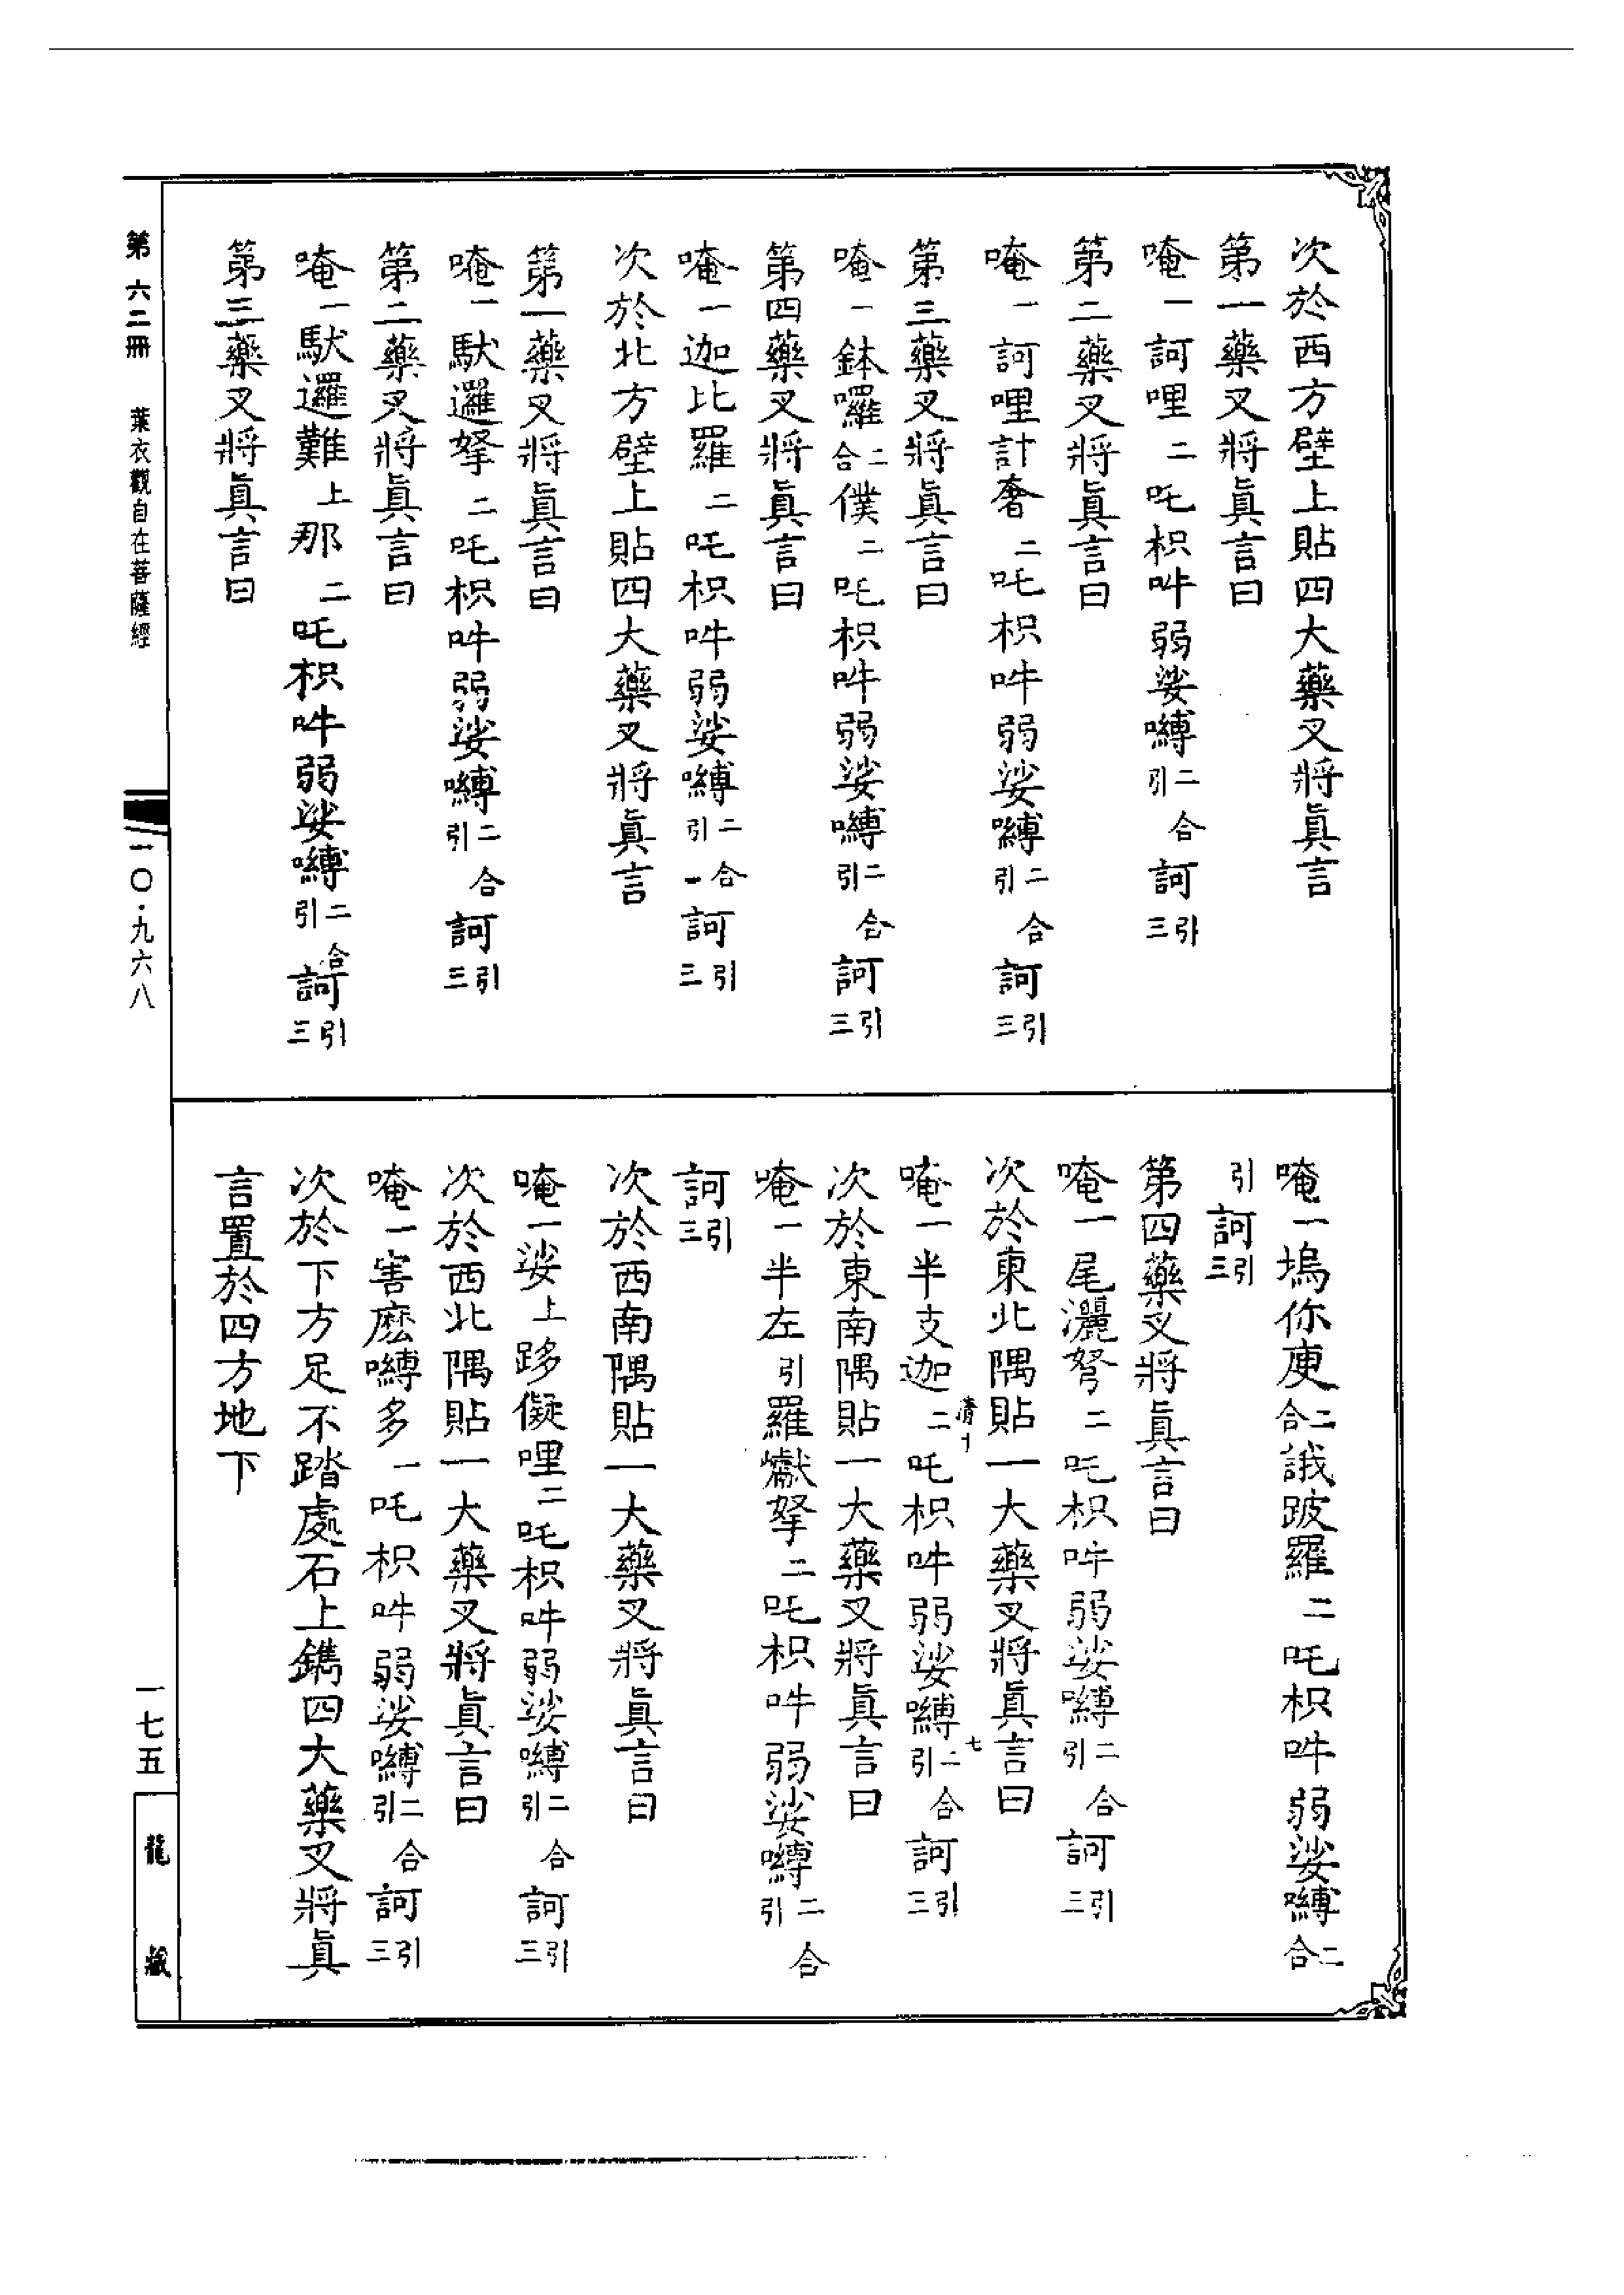 次於西方壁上貼四大藥叉將眞言
第一藥叉將眞言曰
唵一訶哩二吒枳吽弱娑嚩二合引訶引三
第二藥叉將眞言曰
唵一訶哩計奢二吒枳吽弱娑嚩二合引訶引三
第三藥叉將眞言曰
唵一鉢囉二合僕二吒枳吽弱娑嚩二合引訶引三
第四藥叉將眞言曰
唵一迦比羅二吒枳吽弱娑嚩二合引一訶引三
次於北方壁上貼四大藥叉將眞言
第一藥叉將眞言曰
唵一馱邏拏二吒枳吽弱娑嚩二合引訶引三
第二藥叉將眞言曰
唵一馱邏難上那二吒枳吽弱娑嚩二合引訶引三
第三藥叉將眞言曰
唵一塢你庾二合誐跛羅二吒枳吽弱娑嚩二合
引訶引三
第四藥叉將眞言曰
唵一尾灑弩二吒枳吽弱娑嚩二合引訶引三
次於東北隅貼一大藥叉將眞言曰
清十
七
唵一半支迦二吒枳吽弱娑嚩二合引訶引三
次於東南隅貼一大藥叉將眞言曰
唵一半左引羅巘拏二吒枳吽弱娑嚩二合引
訶引三
次於西南隅貼一大藥叉將眞言曰
唵一娑上跢儗哩二吒枳吽弱娑嚩二合引訶引三
次於西北隅貼一大藥叉將眞言曰
唵一害麽嚩多一吒枳吽弱娑嚩二合引訶引三
次於下方足不踏處石上鐫四大藥叉將眞
言置於四方地下
第六二冊 葉衣觀自在菩薩經 一〇·九六八 一七五 龍藏